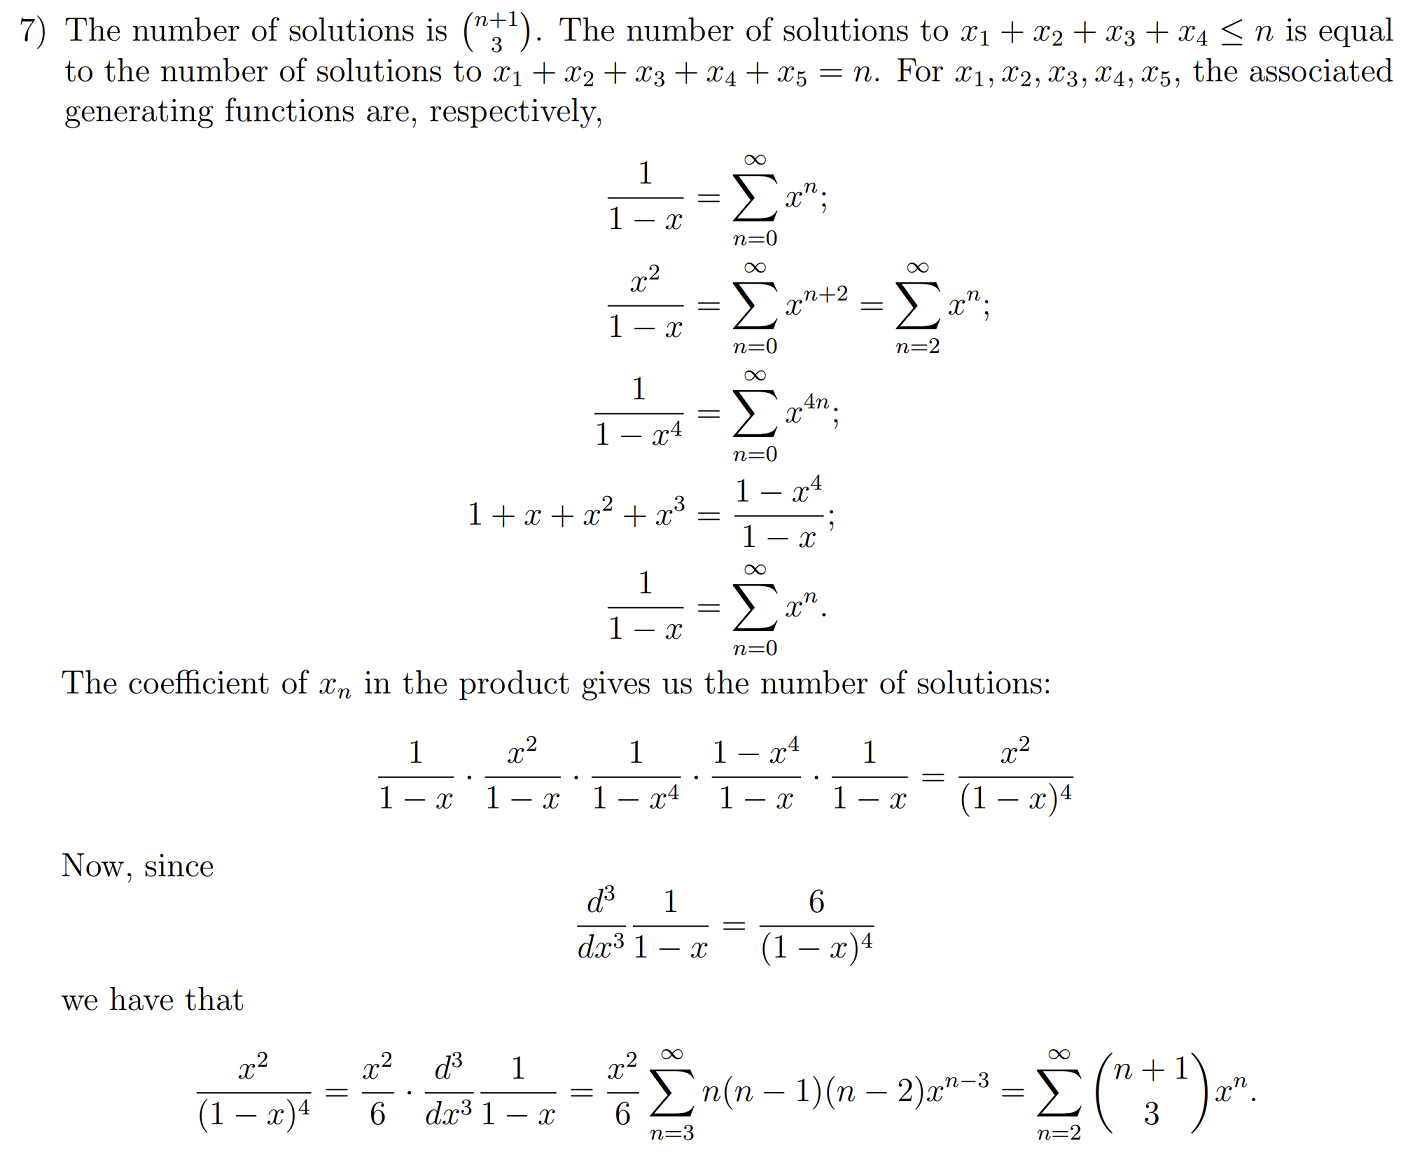 7) The number of solutions is $\binom{n+1}{3}$. The number of solutions to $x_1 + x_2 + x_3 + x_4 \leq n$ is equal
to the number of solutions to $x_1 + x_2 + x_3 + x_4 + x_5 = n$. For $x_1, x_2, x_3, x_4, x_5$, the associated
generating functions are, respectively,
$\frac{1}{1-x} = \sum_{n=0}^{\infty} x^n;$
$\frac{x^2}{1-x} = \sum_{n=0}^{\infty} x^{n+2} = \sum_{n=2}^{\infty} x^n;$
$\frac{1}{1-x^4} = \sum_{n=0}^{\infty} x^{4n};$
$1 + x + x^2 + x^3 = \frac{1-x^4}{1-x};$
$\frac{1}{1-x} = \sum_{n=0}^{\infty} x^n.$
The coefficient of $x_n$ in the product gives us the number of solutions:
$\frac{1}{1-x} \cdot \frac{x^2}{1-x} \cdot \frac{1}{1-x^4} \cdot \frac{1-x^4}{1-x} \cdot \frac{1}{1-x} = \frac{x^2}{(1-x)^4}$
Now, since
$\frac{d^3}{dx^3} \frac{1}{1-x} = \frac{6}{(1-x)^4}$
we have that
$\frac{x^2}{(1-x)^4} = \frac{x^2}{6} \cdot \frac{d^3}{dx^3} \frac{1}{1-x} = \frac{x^2}{6} \sum_{n=3}^{\infty} n(n-1)(n-2)x^{n-3} = \sum_{n=2}^{\infty} \binom{n+1}{3} x^n.$